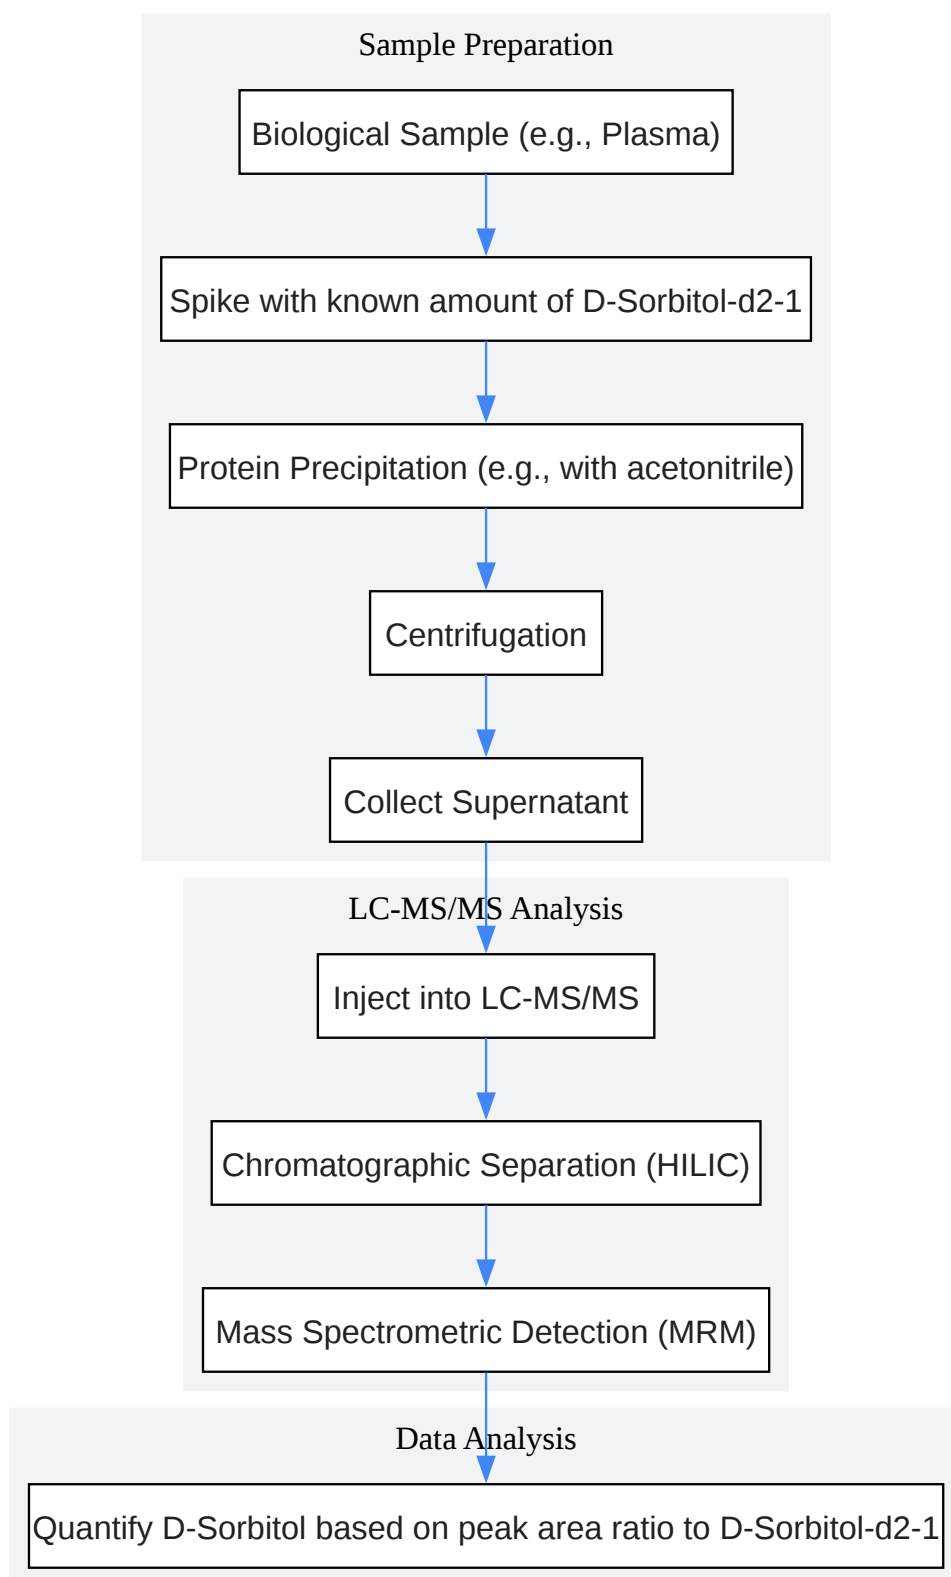 Sample Preparation
Biological Sample (e.g., Plasma)
Spike with known amount of D-Sorbitol-d2-1
Protein Precipitation (e.g., with acetonitrile)
Centrifugation
Collect Supernatant
LC-MS/MS Analysis
Inject into LC-MS/MS
Chromatographic Separation (HILIC)
Mass Spectrometric Detection (MRM)
Data Analysis
Quantify D-Sorbitol based on peak area ratio to D-Sorbitol-d2-1